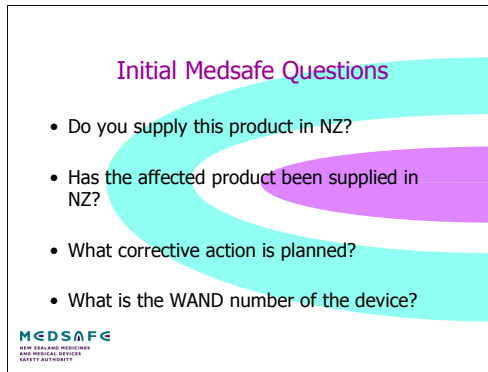 Initial Medsafe Questions
• Do you supply this product in NZ?
• Has the affected product been supplied in
NZ?
• What corrective action is planned?
• What is the WAND number of the device?
MEDSAFE
NEW ZEALAND MEDICINES
AND MEDICAL DEVICES
SAFETY AUTHORITY